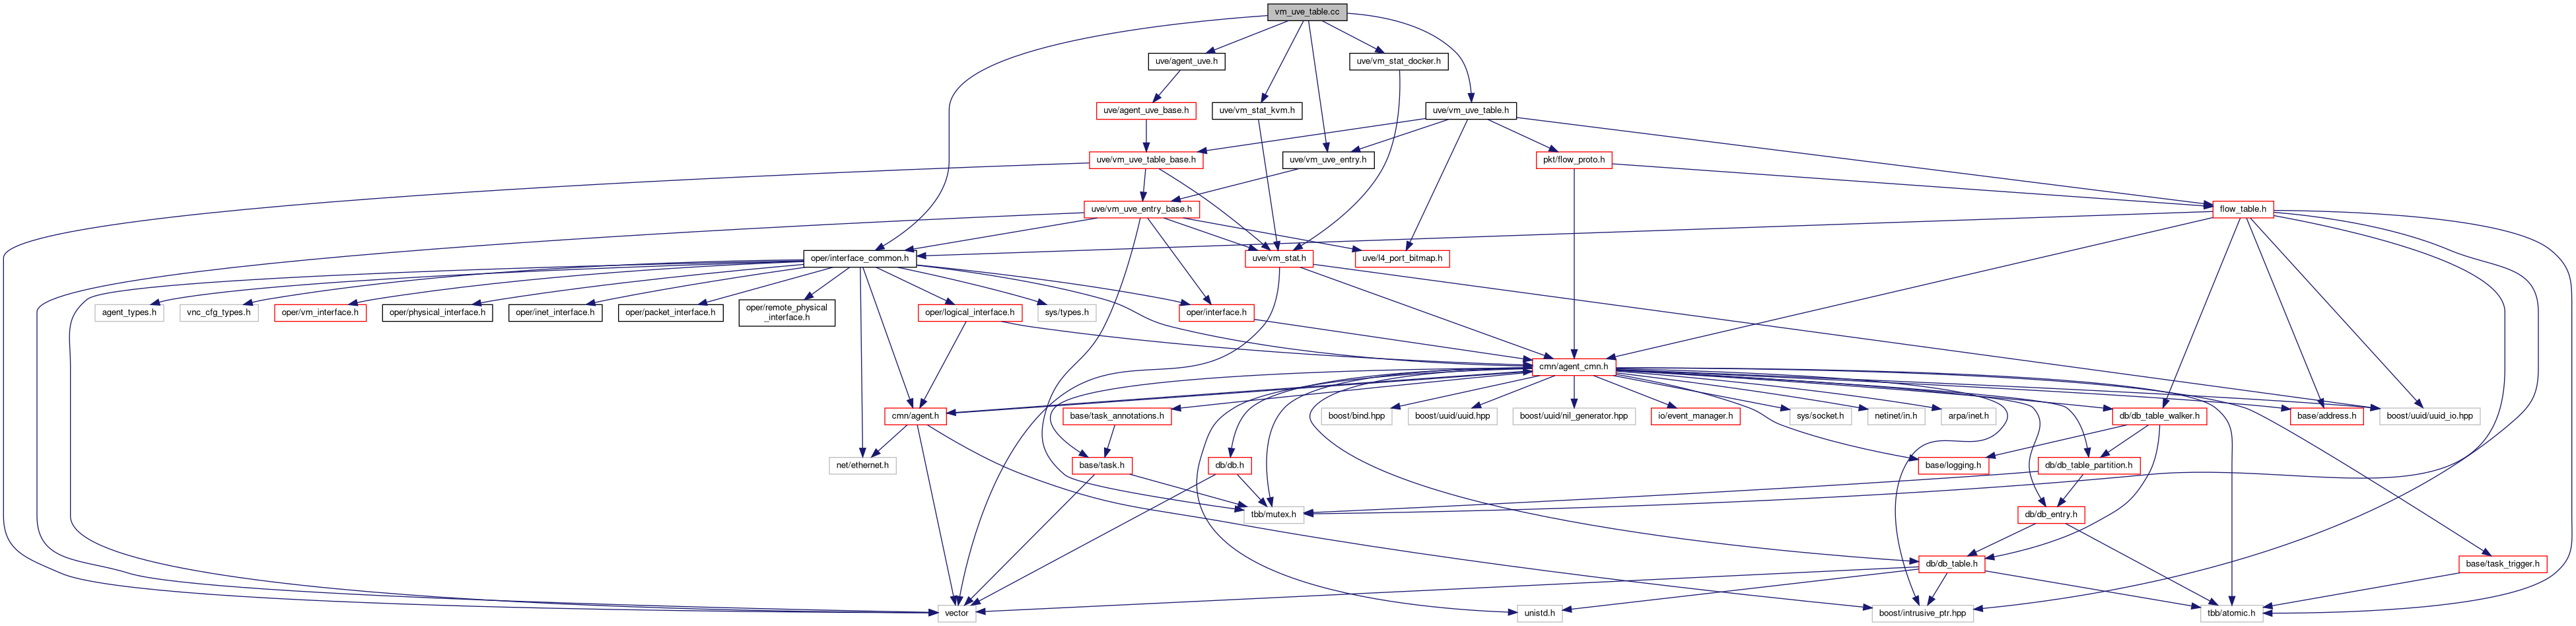 vm_uve_table.cc
uve/agent_uve.h
uve/vm_stat_docker.h
uve/agent_uve_base.h
uve/vm_stat_kvm.h
uve/vm_uve_table.h
uve/vm_uve_table_base.h
uve/vm_uve_entry.h
pkt/flow_proto.h
uve/vm_uve_entry_base.h
flow_table.h
oper/interface_common.h
uve/vm_stat.h
uve/l4_port_bitmap.h
agent_types.h
vnc_cfg_types.h
oper/vm_interface.h
oper/physical_interface.h
oper/inet_interface.h
oper/packet_interface.h
oper/remote_physical
_interface.h
oper/logical_interface.h
sys/types.h
oper/interface.h
cmn/agent_cmn.h
cmn/agent.h
base/task_annotations.h
boost/bind.hpp
boost/uuid/uuid.hpp
boost/uuid/nil_generator.hpp
io/event_manager.h
sys/socket.h
netinet/in.h
arpa/inet.h
db/db_table_walker.h
base/address.h
boost/uuid/uuid_io.hpp
net/ethernet.h
base/task.h
db/db.h
base/logging.h
db/db_table_partition.h
tbb/mutex.h
db/db_entry.h
db/db_table.h
base/task_trigger.h
vector
unistd.h
boost/intrusive_ptr.hpp
tbb/atomic.h